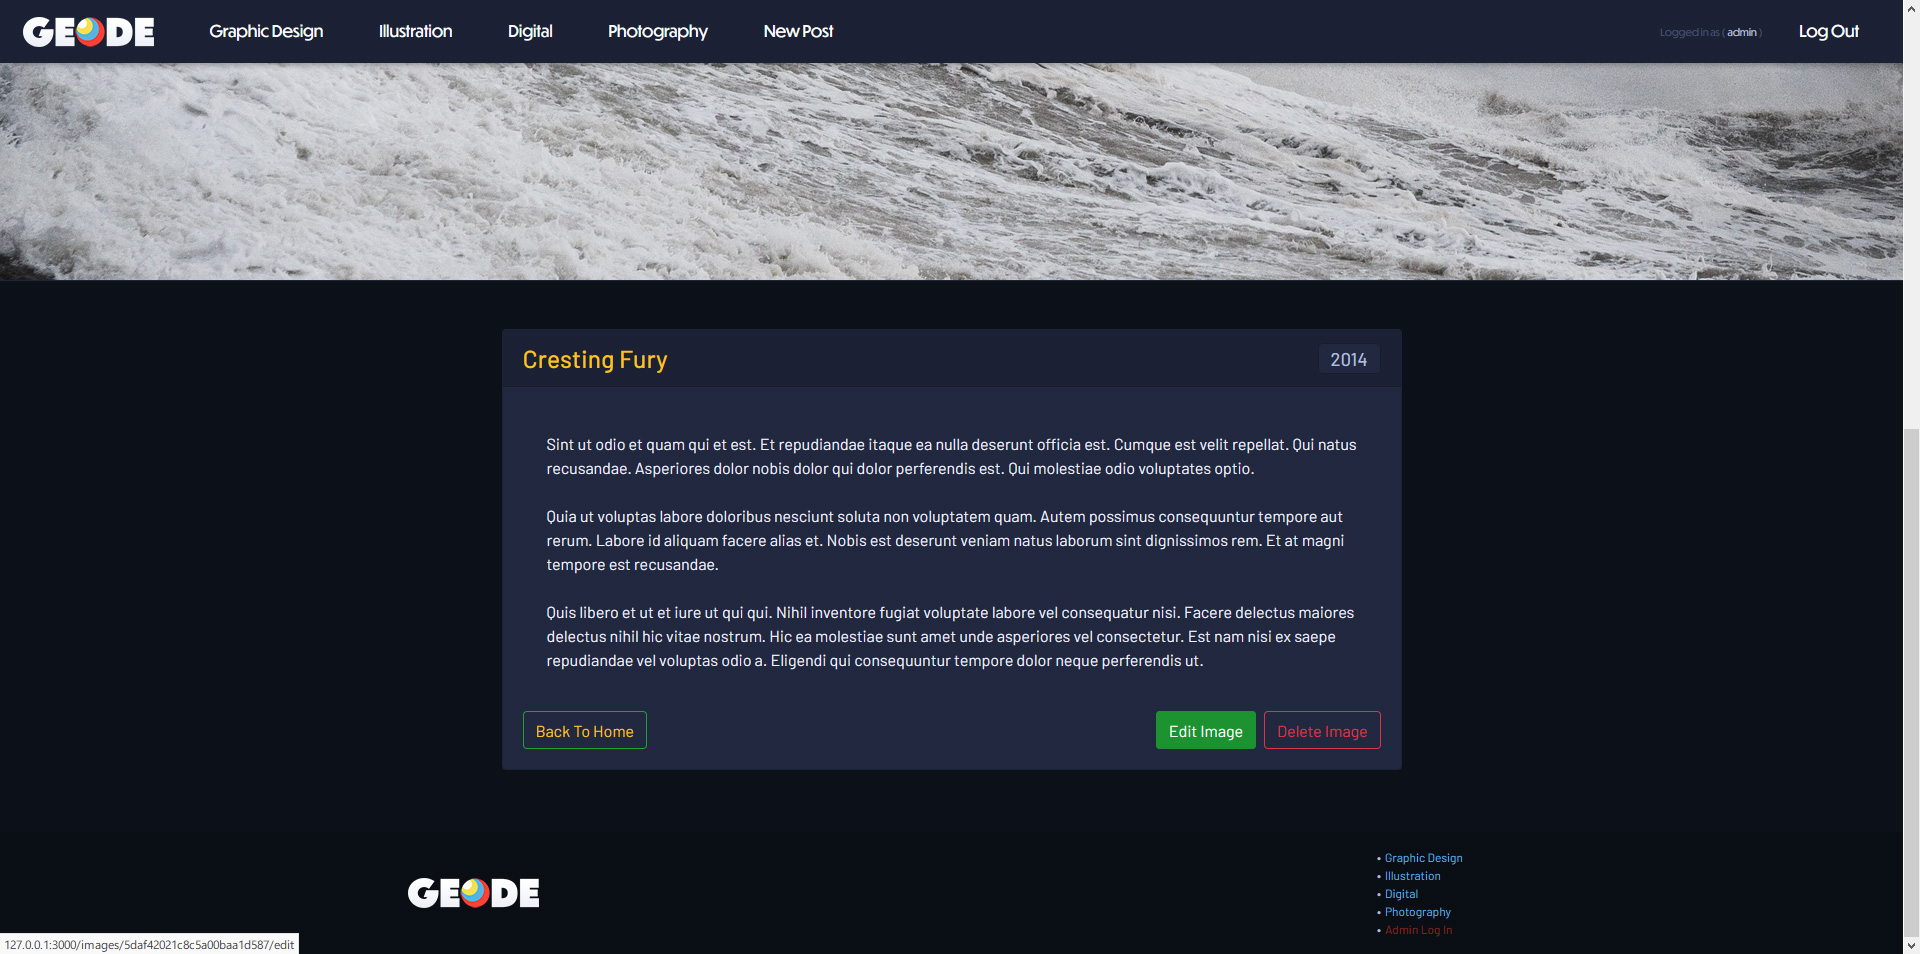 GEODE
Graphic Design
Illustration
Digital
Photography
New Post
Logged in as ( admin )
Log Out
Cresting Fury
2014
Sint ut odio et quam qui et est. Et repudiandae itaque ea nulla deserunt officia est. Cumque est velit repellat. Qui natus
recusandae. Asperiores dolor nobis dolor qui dolor perferendis est. Qui molestiae odio voluptates optio.
Quia ut voluptas labore doloribus nesciunt soluta non voluptatem quam. Autem possimus consequuntur tempore aut
rerum. Labore id aliquam facere alias et. Nobis est deserunt veniam natus laborum sint dignissimos rem. Et at magni
tempore est recusandae.
Quis libero et ut et iure ut qui qui. Nihil inventore fugiat voluptate labore vel consequatur nisi. Facere delectus maiores
delectus nihil hic vitae nostrum. Hic ea molestiae sunt amet unde asperiores vel consectetur. Est nam nisi ex saepe
repudiandae vel voluptas odio a. Eligendi qui consequuntur tempore dolor neque perferendis ut.
Back To Home
Edit Image
Delete Image
GEODE
• Graphic Design
• Illustration
• Digital
• Photography
• Admin Log In
127.0.0.1:3000/images/5daf42021c8c5a00baa1d587/edit